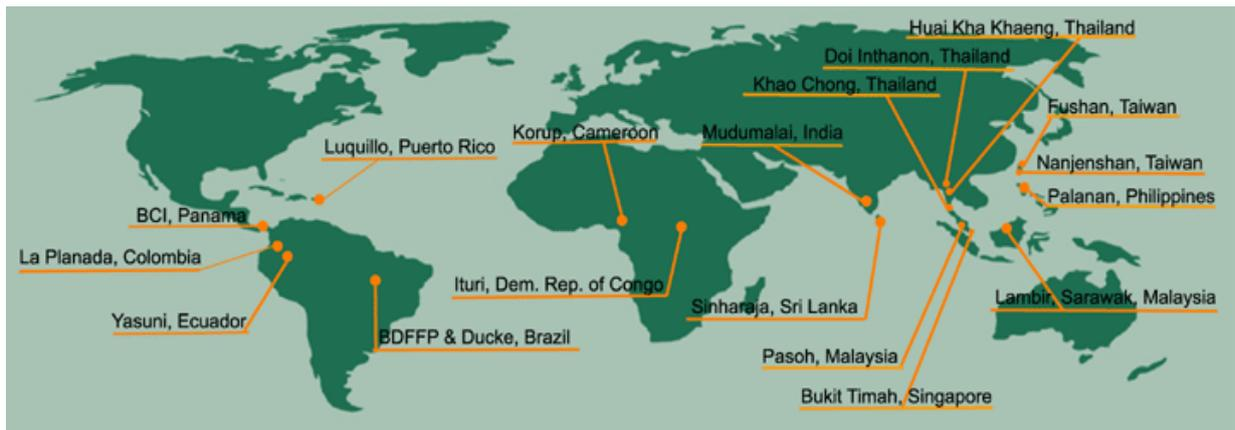 Huai Kha Khaeng, Thailand
Doi Inthanon, Thailand
Khao Chong, Thailand
Fushan, Taiwan
Korup, Cameroon
Mudumalai, India
Luquillo, Puerto Rico
Nanjenshan, Taiwan
Palanan, Philippines
BCI, Panama
La Planada, Colombia
Ituri, Dem. Rep. of Congo
Lambir, Sarawak, Malaysia
Sinharaja, Sri Lanka
Yasuni, Ecuador
BDFFP & Ducke, Brazil
Pasoh, Malaysia
Bukit Timah, Singapore